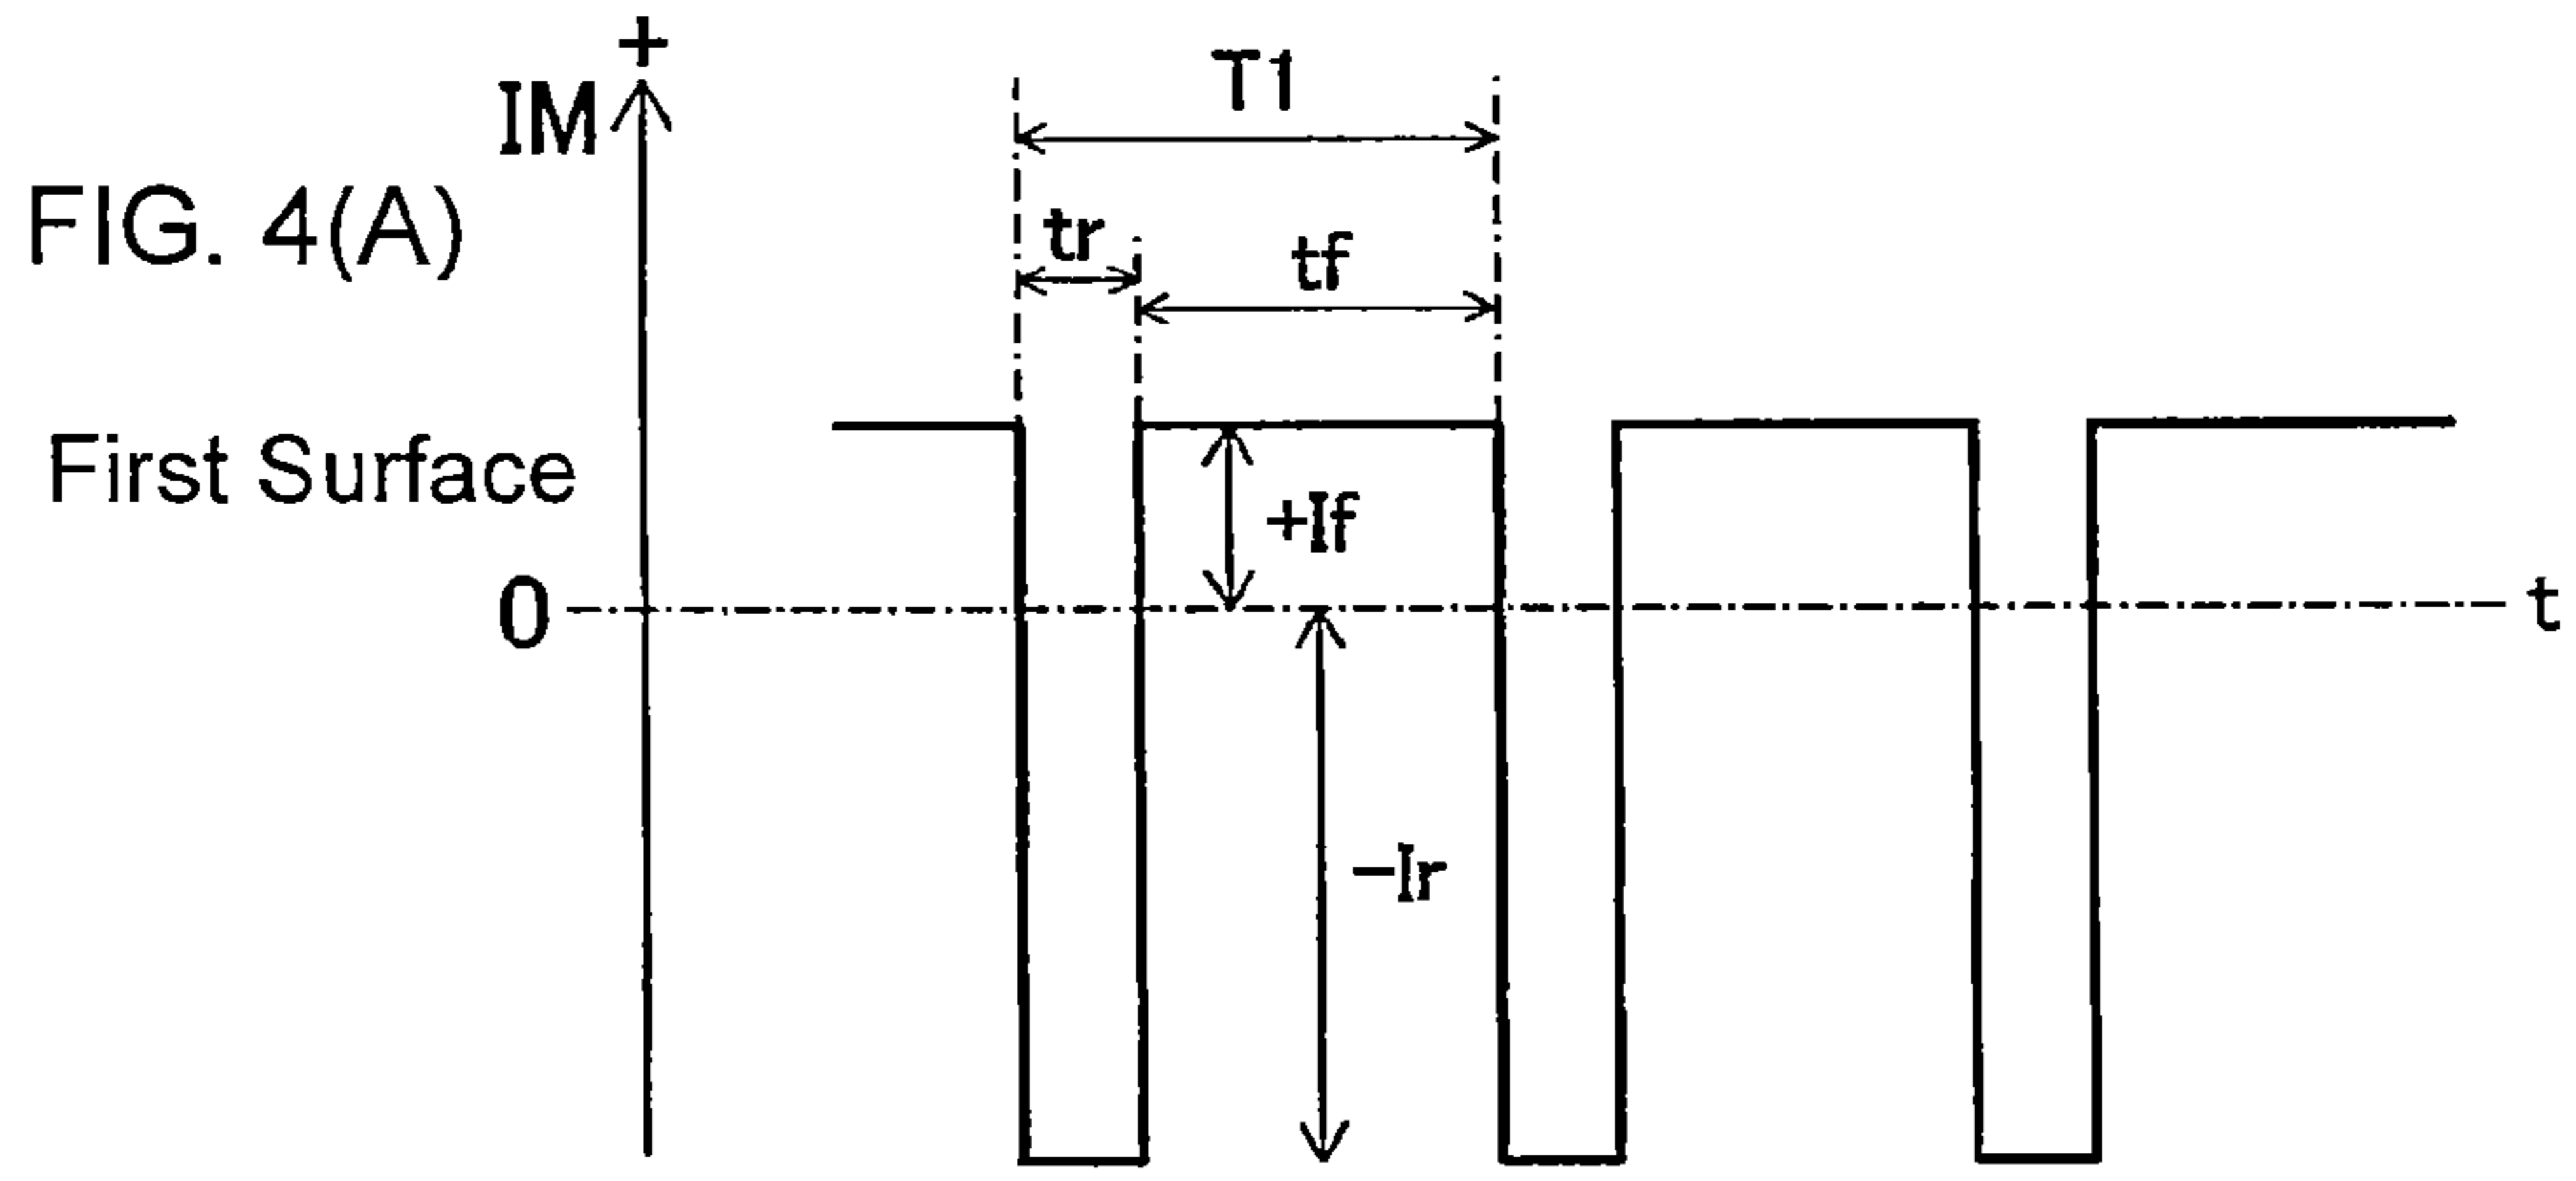 +
IM
T1
FIG. 4(A)
tr
tf
First Surface
+If
0
t
−Ir